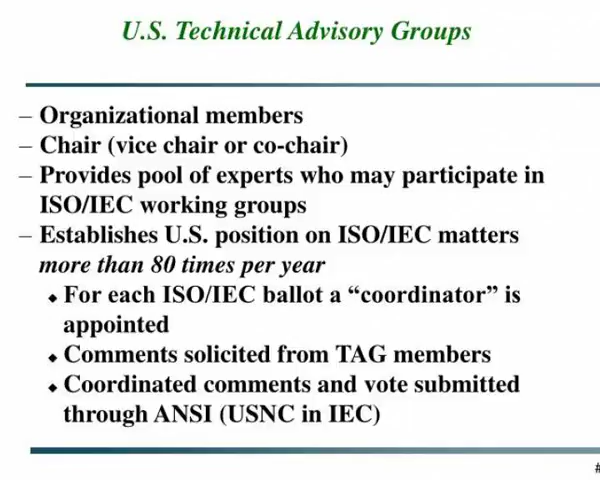 U.S. Technical Advisory Groups
– Organizational members
– Chair (vice chair or co-chair)
– Provides pool of experts who may participate in
ISO/IEC working groups
– Establishes U.S. position on ISO/IEC matters
more than 80 times per year
◆ For each ISO/IEC ballot a “coordinator” is
appointed
◆ Comments solicited from TAG members
◆ Coordinated comments and vote submitted
through ANSI (USNC in IEC)
#